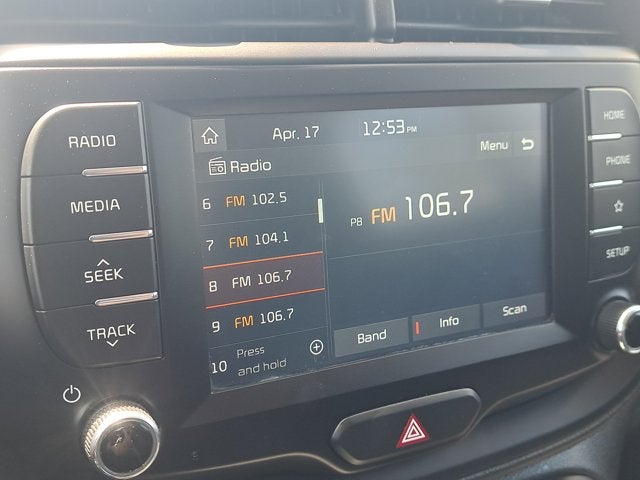 RADIO
MEDIA
SEEK
TRACK
Apr. 17 12:53 PM
Radio
Menu
6 FM 102.5
7 FM 104.1
8 FM 106.7
9 FM 106.7
10 Press and hold
P8 FM 106.7
Band Info Scan
HOME
PHONE
SETUP